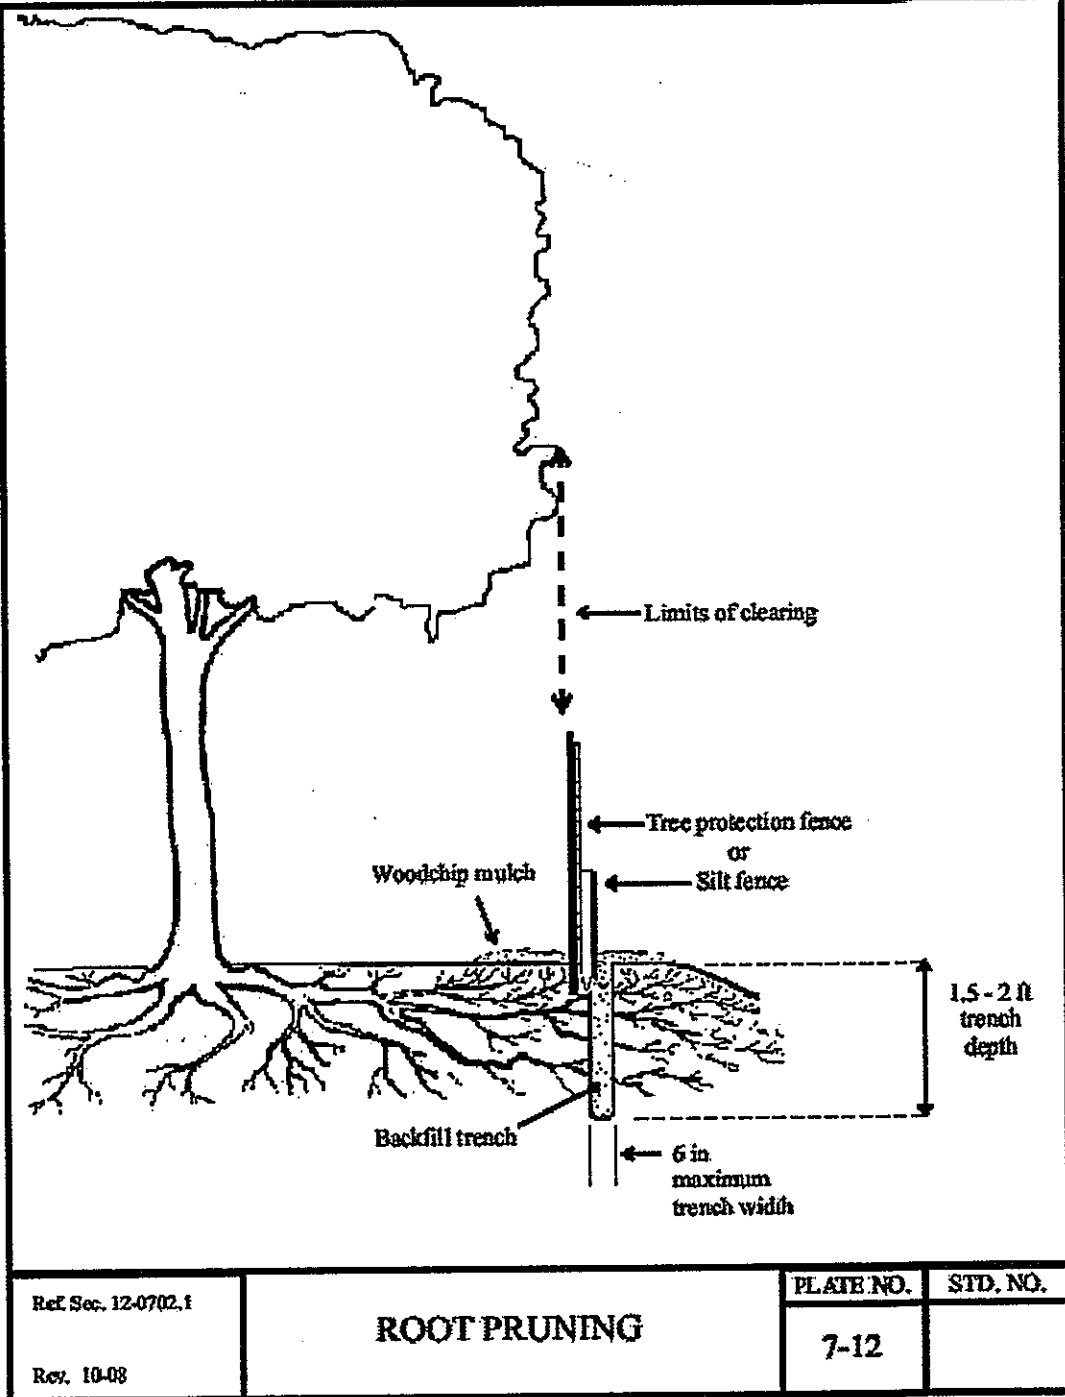 Limits of clearing
Tree protection fence
or
Silt fence
Woodchip mulch
1.5 - 2 ft
trench
depth
Backfill trench
6 in
maximum
trench width
Ref. Sec. 12-0702.1
Rev. 10-08
ROOT PRUNING
PLATE NO.
7-12
STD. NO.